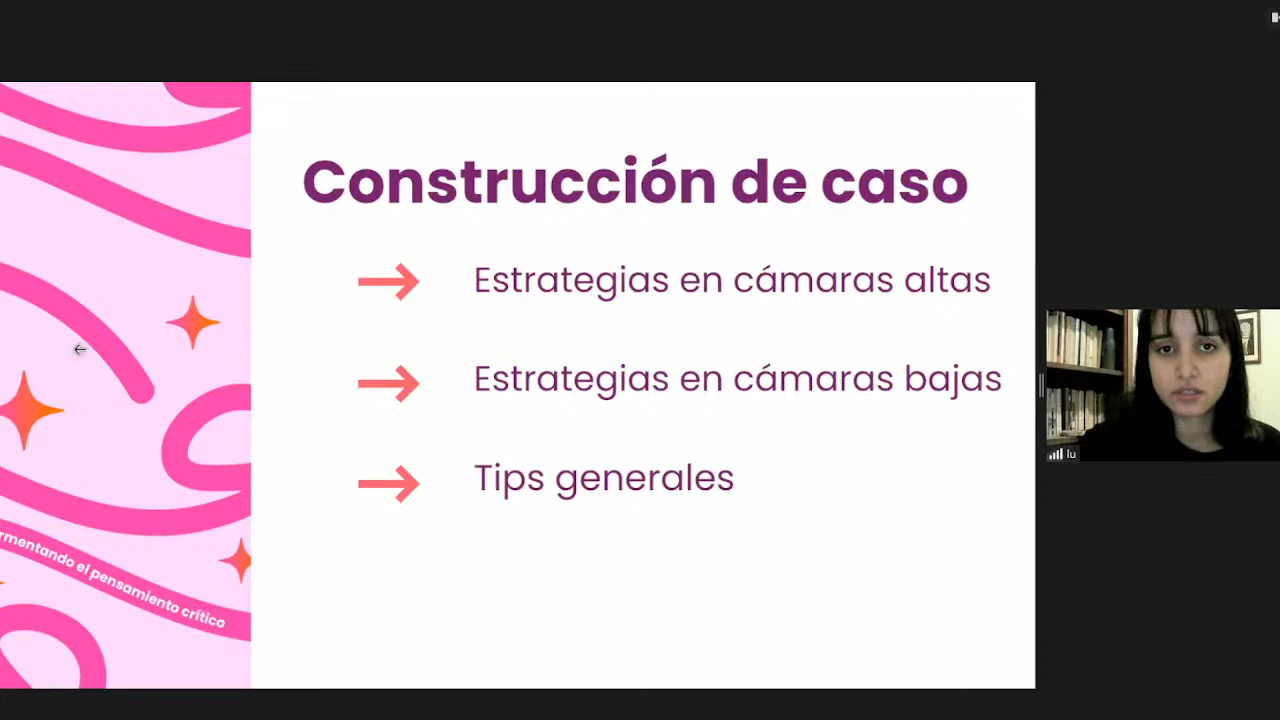 Construcción de caso
Estrategias en cámaras altas
Estrategias en cámaras bajas
Tips generales
rmentando el pensamiento crítico
lu